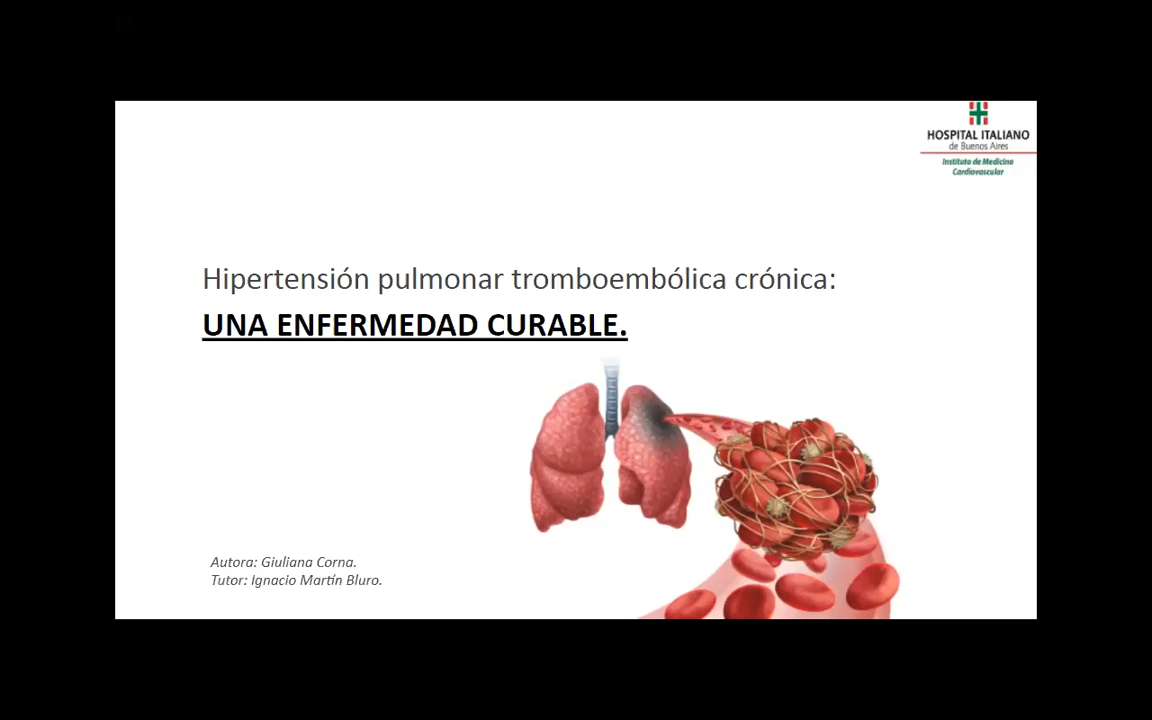 HOSPITAL ITALIANO
de Buenos Aires
Instituto de Medicina
Cardiovascular
Hipertensión pulmonar tromboembólica crónica:
UNA ENFERMEDAD CURABLE.
Autora: Giuliana Corna.
Tutor: Ignacio Martín Bluro.